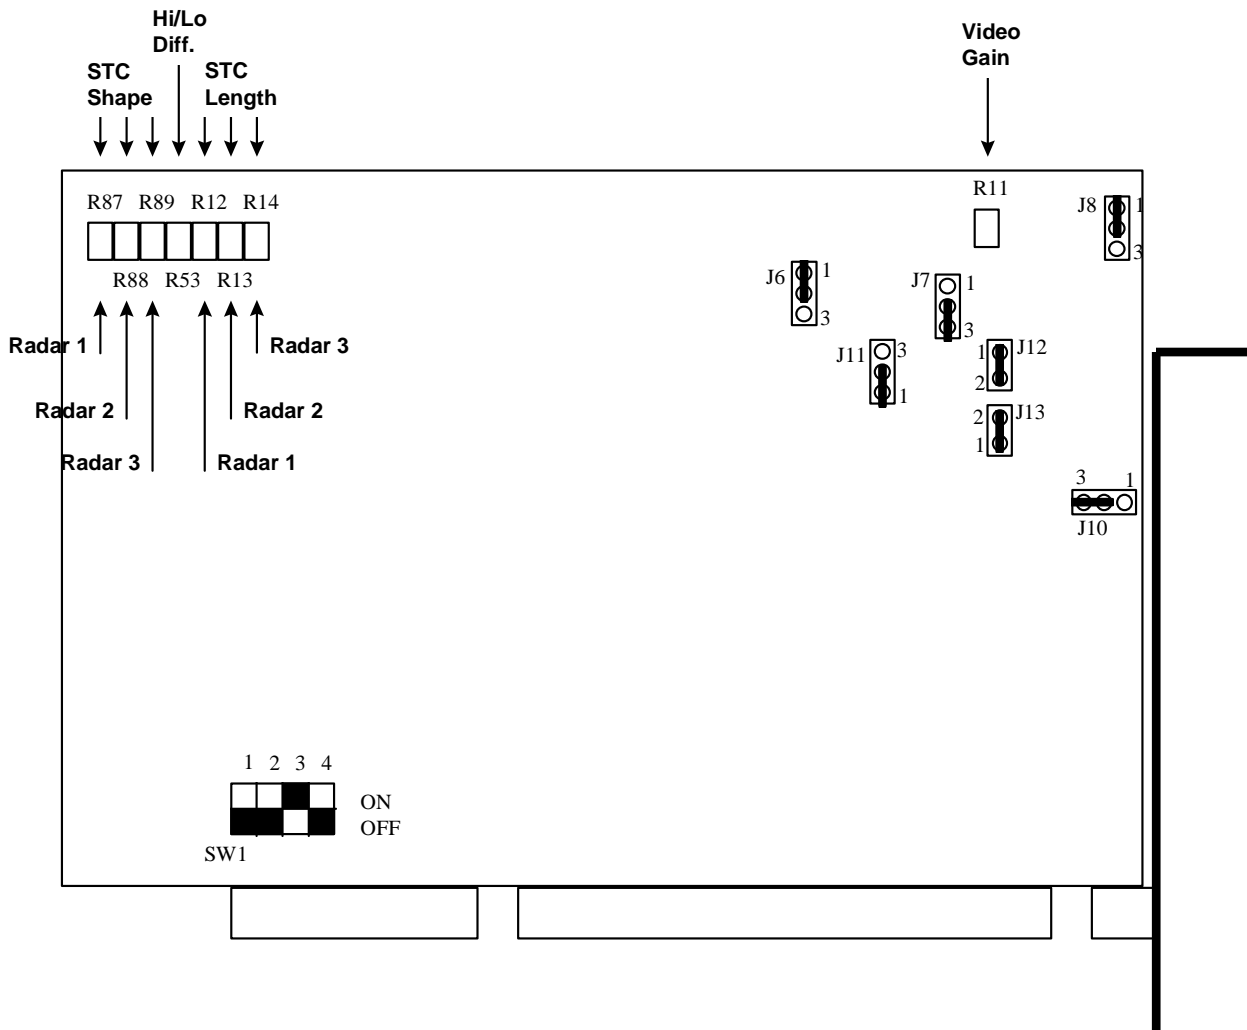 Hi/Lo
Diff.
STC
Shape
STC
Length
Video
Gain
R87 R89 R12 R14
R88 R53 R13
R11
J8 1
3
J6 1
3
J7 1
3
J11 3
1
1 J12
2
2 J13
1
3 1
J10
Radar 1
Radar 3
Radar 2
Radar 2
Radar 3
Radar 1
1 2 3 4
ON
OFF
SW1